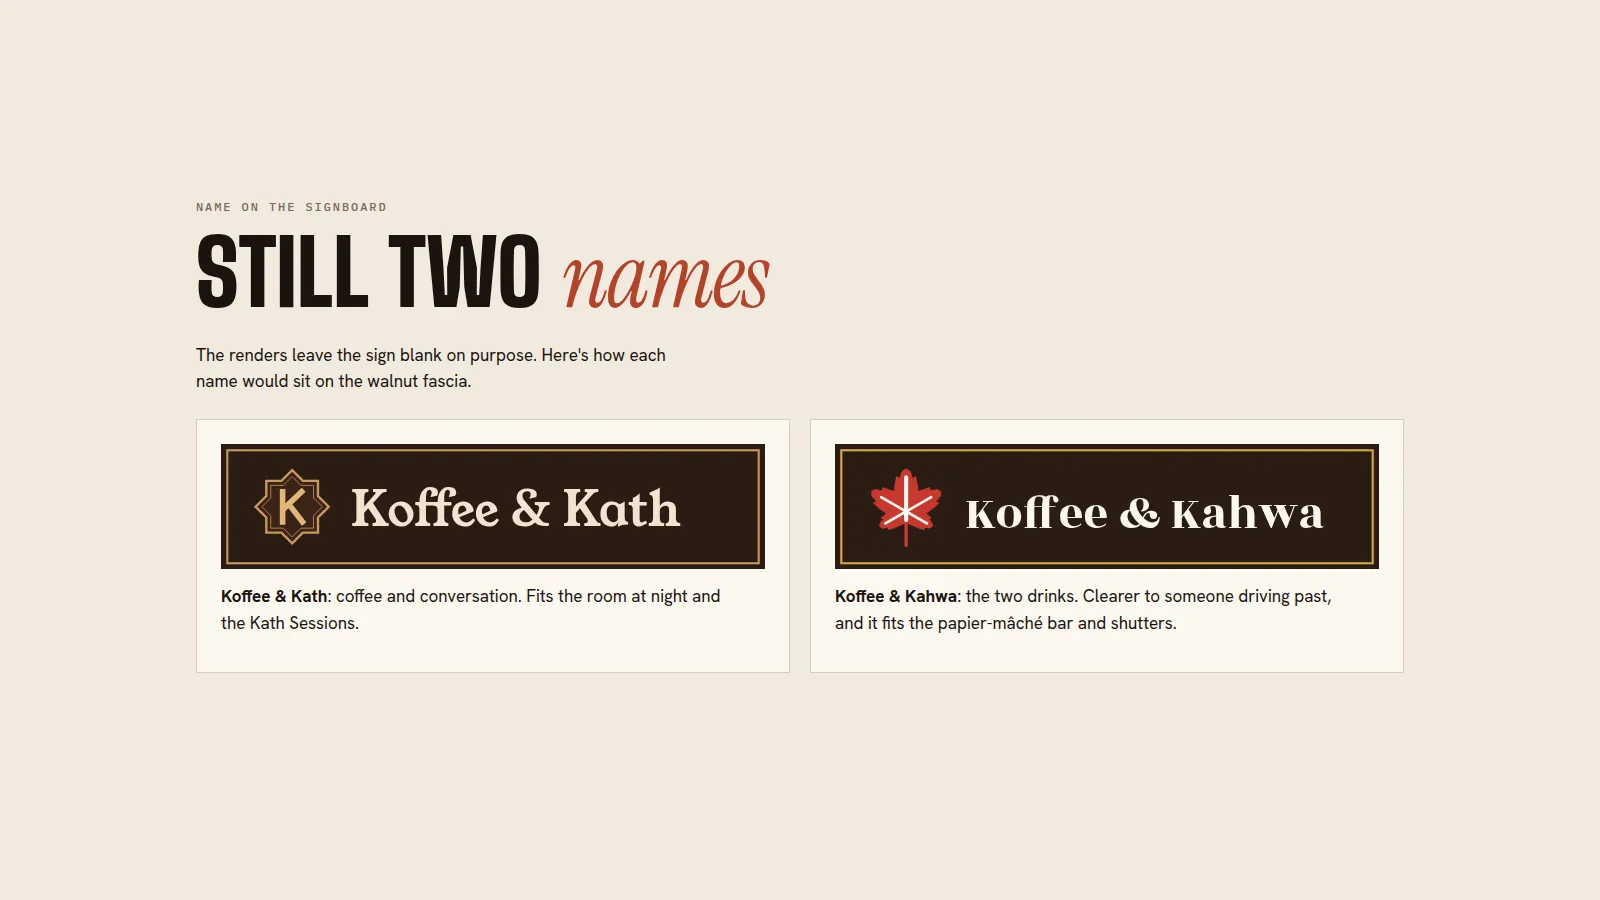 NAME ON THE SIGNBOARD
STILL TWO names
The renders leave the sign blank on purpose. Here's how each
name would sit on the walnut fascia.
K
Koffee & Kath
Koffee & Kath: coffee and conversation. Fits the room at night and
the Kath Sessions.
Koffee & Kahwa
Koffee & Kahwa: the two drinks. Clearer to someone driving past,
and it fits the papier-mâché bar and shutters.